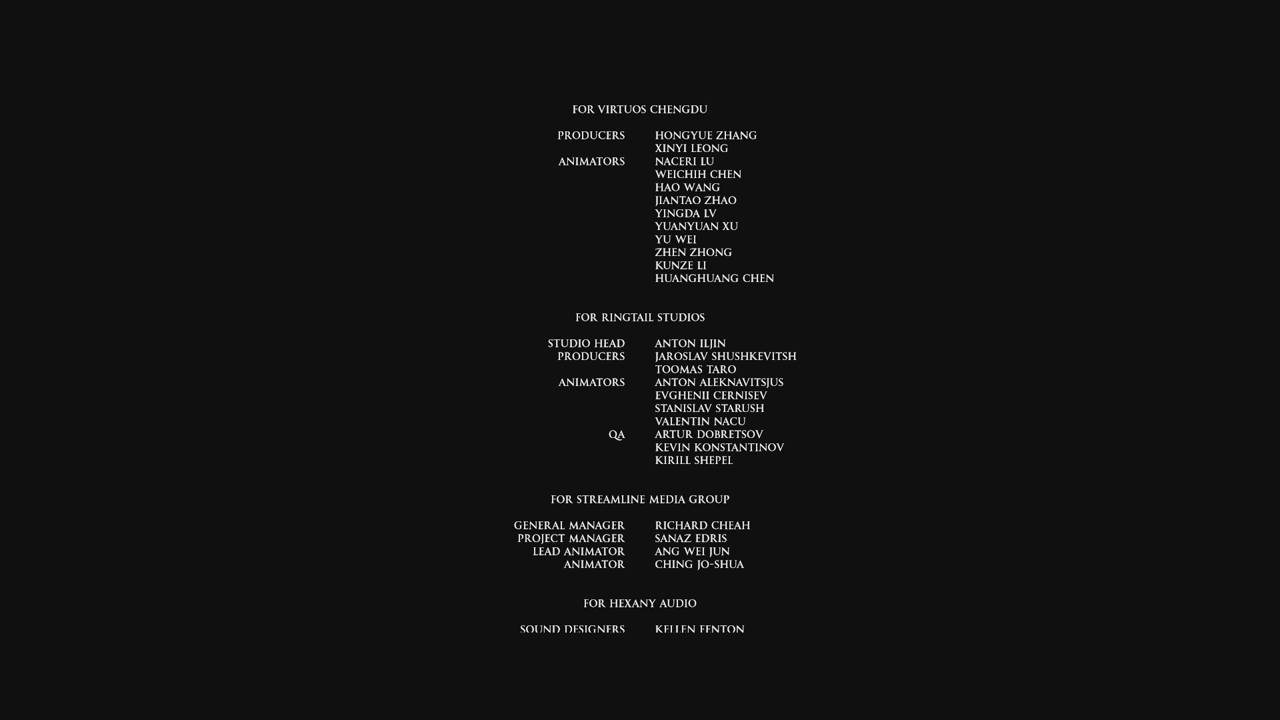 FOR VIRTUOS CHENGDU
PRODUCERS HONGYUE ZHANG
XINYI LEONG
ANIMATORS NACERI LU
WEICHIH CHEN
HAO WANG
JIANTAO ZHAO
YINGDA LV
YUANYUAN XU
YU WEI
ZHEN ZHONG
KUNZE LI
HUANGHUANG CHEN
FOR RINGTAIL STUDIOS
STUDIO HEAD ANTON ILJIN
PRODUCERS JAROSLAV SHUSHKEVITSH
TOOMAS TARO
ANIMATORS ANTON ALEKNAVITSJUS
EVGHENII CERNISEV
STANISLAV STARUSH
VALENTIN NACU
QA ARTUR DOBRETSOV
KEVIN KONSTANTINOV
KIRILL SHEPEL
FOR STREAMLINE MEDIA GROUP
GENERAL MANAGER RICHARD CHEAH
PROJECT MANAGER SANAZ EDRIS
LEAD ANIMATOR ANG WEI JUN
ANIMATOR CHING JO-SHUA
FOR HEXANY AUDIO
SOUND DESIGNERS KELLEN FENTON